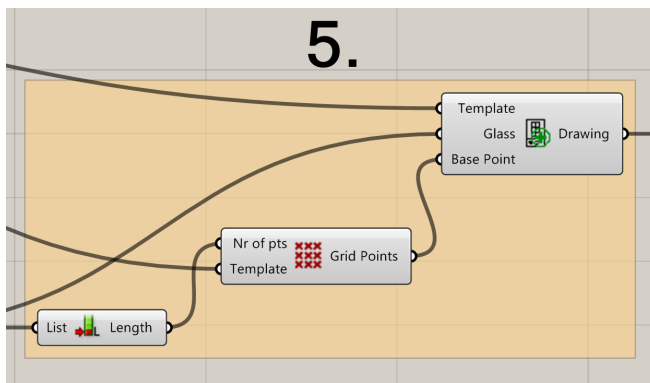 5.
Template
Glass
Drawing
Base Point
Nr of pts
Grid Points
Template
List
Length